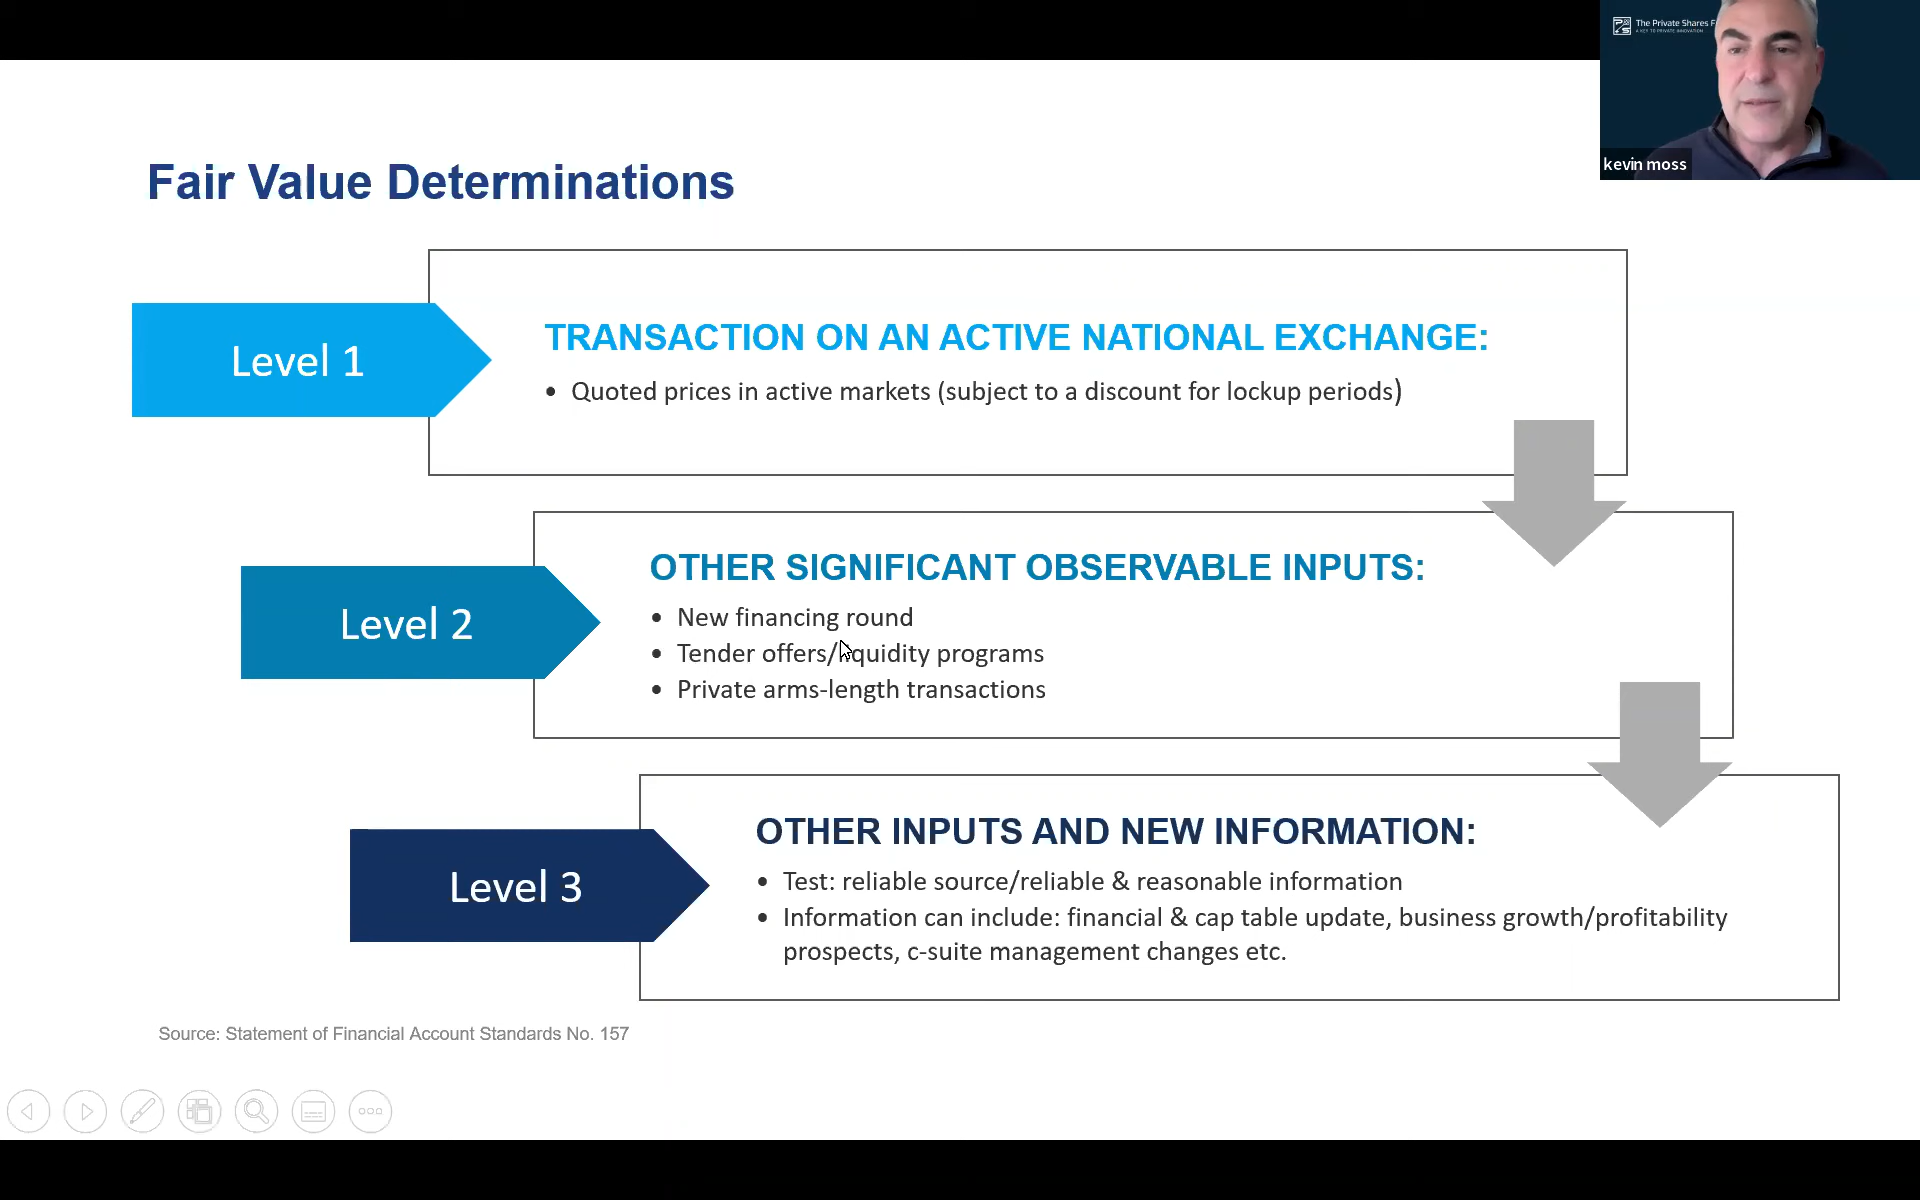 The Private Shares F
A KEY TO PRIVATE INNOVATION
kevin moss
Fair Value Determinations
Level 1
TRANSACTION ON AN ACTIVE NATIONAL EXCHANGE:
• Quoted prices in active markets (subject to a discount for lockup periods)
Level 2
OTHER SIGNIFICANT OBSERVABLE INPUTS:
• New financing round
• Tender offers/liquidity programs
• Private arms-length transactions
Level 3
OTHER INPUTS AND NEW INFORMATION:
• Test: reliable source/reliable & reasonable information
• Information can include: financial & cap table update, business growth/profitability
prospects, c-suite management changes etc.
Source: Statement of Financial Account Standards No. 157